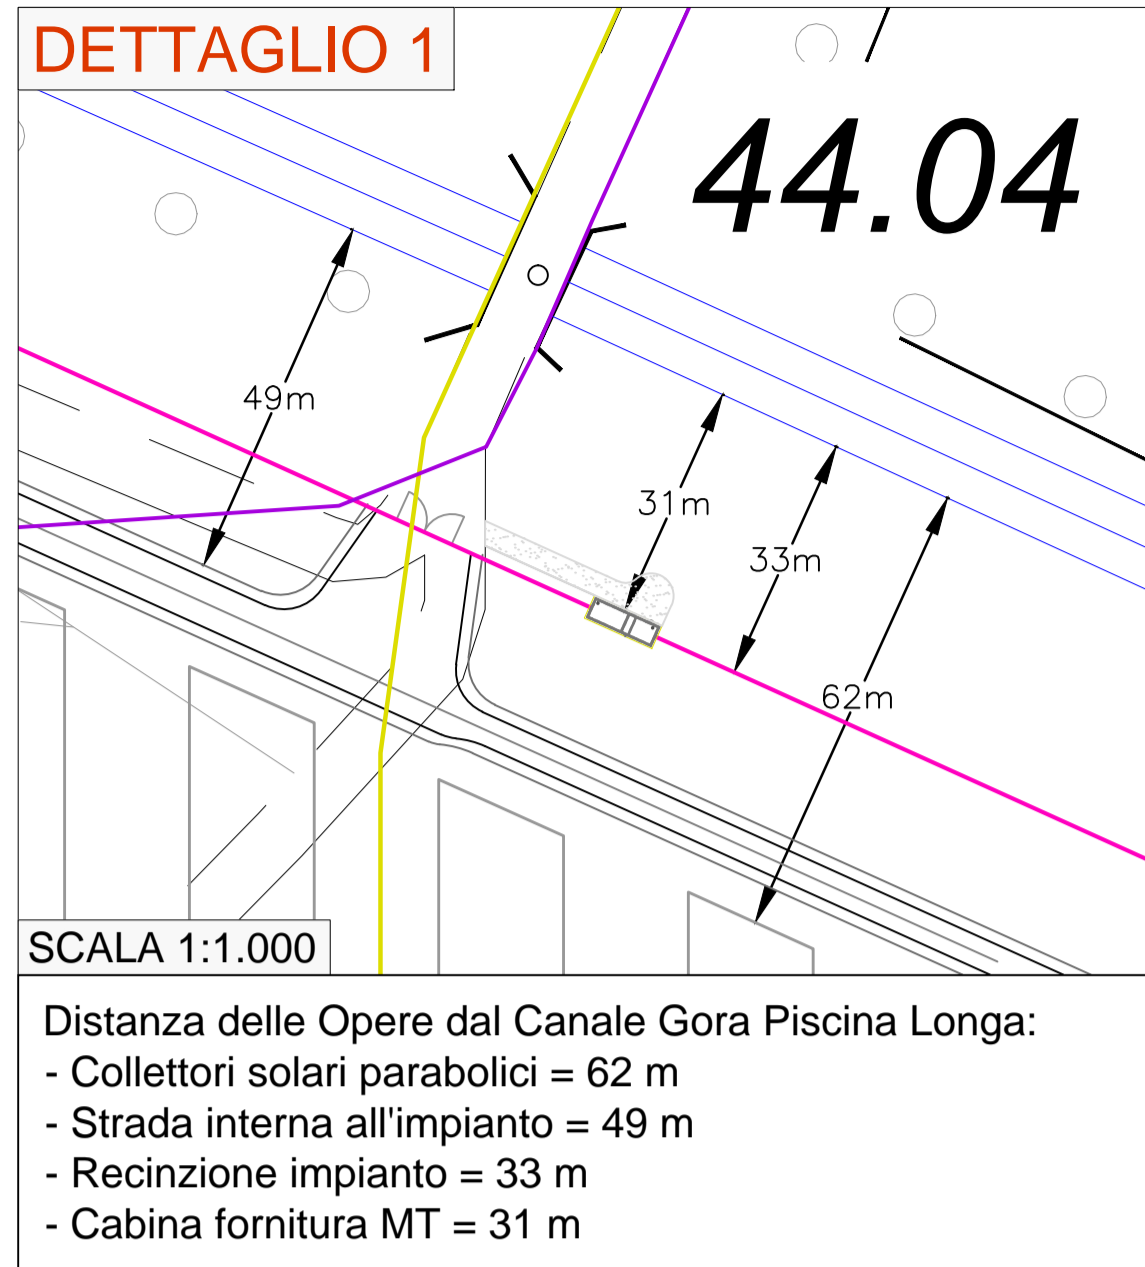 DETTAGLIO 1
44.04
49m
31m
33m
62m
SCALA 1:1.000
Distanza delle Opere dal Canale Gora Piscina Longa:
- Collettori solari parabolici = 62 m
- Strada interna all'impianto = 49 m
- Recinzione impianto = 33 m
- Cabina fornitura MT = 31 m